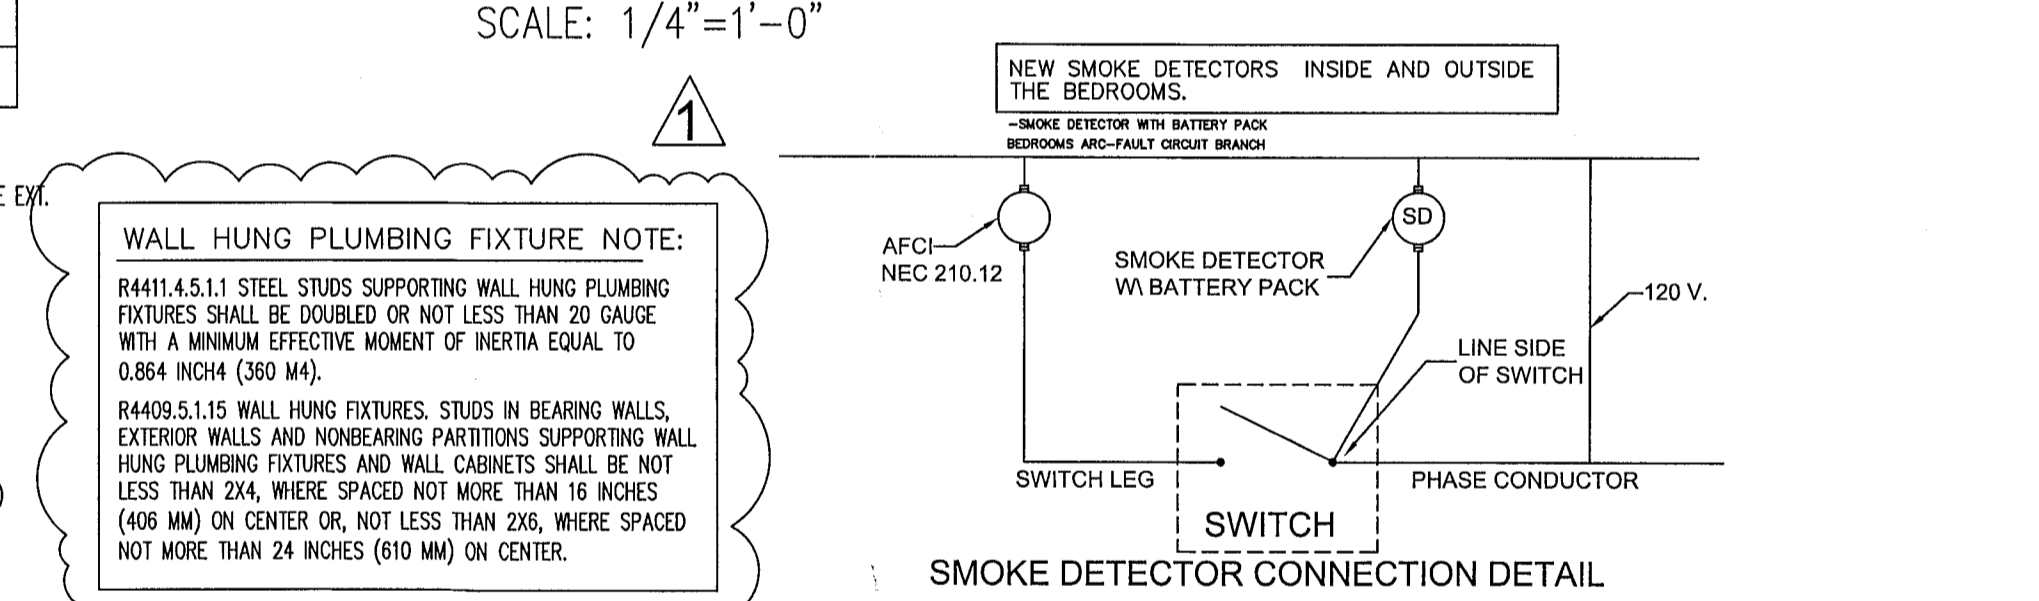 SCALE: 1/4"=1'-0"
1
E EXT.
WALL HUNG PLUMBING FIXTURE NOTE:
R4411.4.5.1.1 STEEL STUDS SUPPORTING WALL HUNG PLUMBING
FIXTURES SHALL BE DOUBLED OR NOT LESS THAN 20 GAUGE
WITH A MINIMUM EFFECTIVE MOMENT OF INERTIA EQUAL TO
0.864 INCH4 (360 M4).
R4409.5.1.15 WALL HUNG FIXTURES. STUDS IN BEARING WALLS,
EXTERIOR WALLS AND NONBEARING PARTITIONS SUPPORTING WALL
HUNG PLUMBING FIXTURES AND WALL CABINETS SHALL BE NOT
LESS THAN 2X4, WHERE SPACED NOT MORE THAN 16 INCHES
(406 MM) ON CENTER OR, NOT LESS THAN 2X6, WHERE SPACED
NOT MORE THAN 24 INCHES (610 MM) ON CENTER.
)
NEW SMOKE DETECTORS INSIDE AND OUTSIDE
THE BEDROOMS.
-SMOKE DETECTOR WITH BATTERY PACK
BEDROOMS ARC-FAULT CIRCUIT BRANCH
AFCI
NEC 210.12
SD
SMOKE DETECTOR
W\ BATTERY PACK
120 V.
LINE SIDE
OF SWITCH
SWITCH LEG
PHASE CONDUCTOR
SWITCH
SMOKE DETECTOR CONNECTION DETAIL